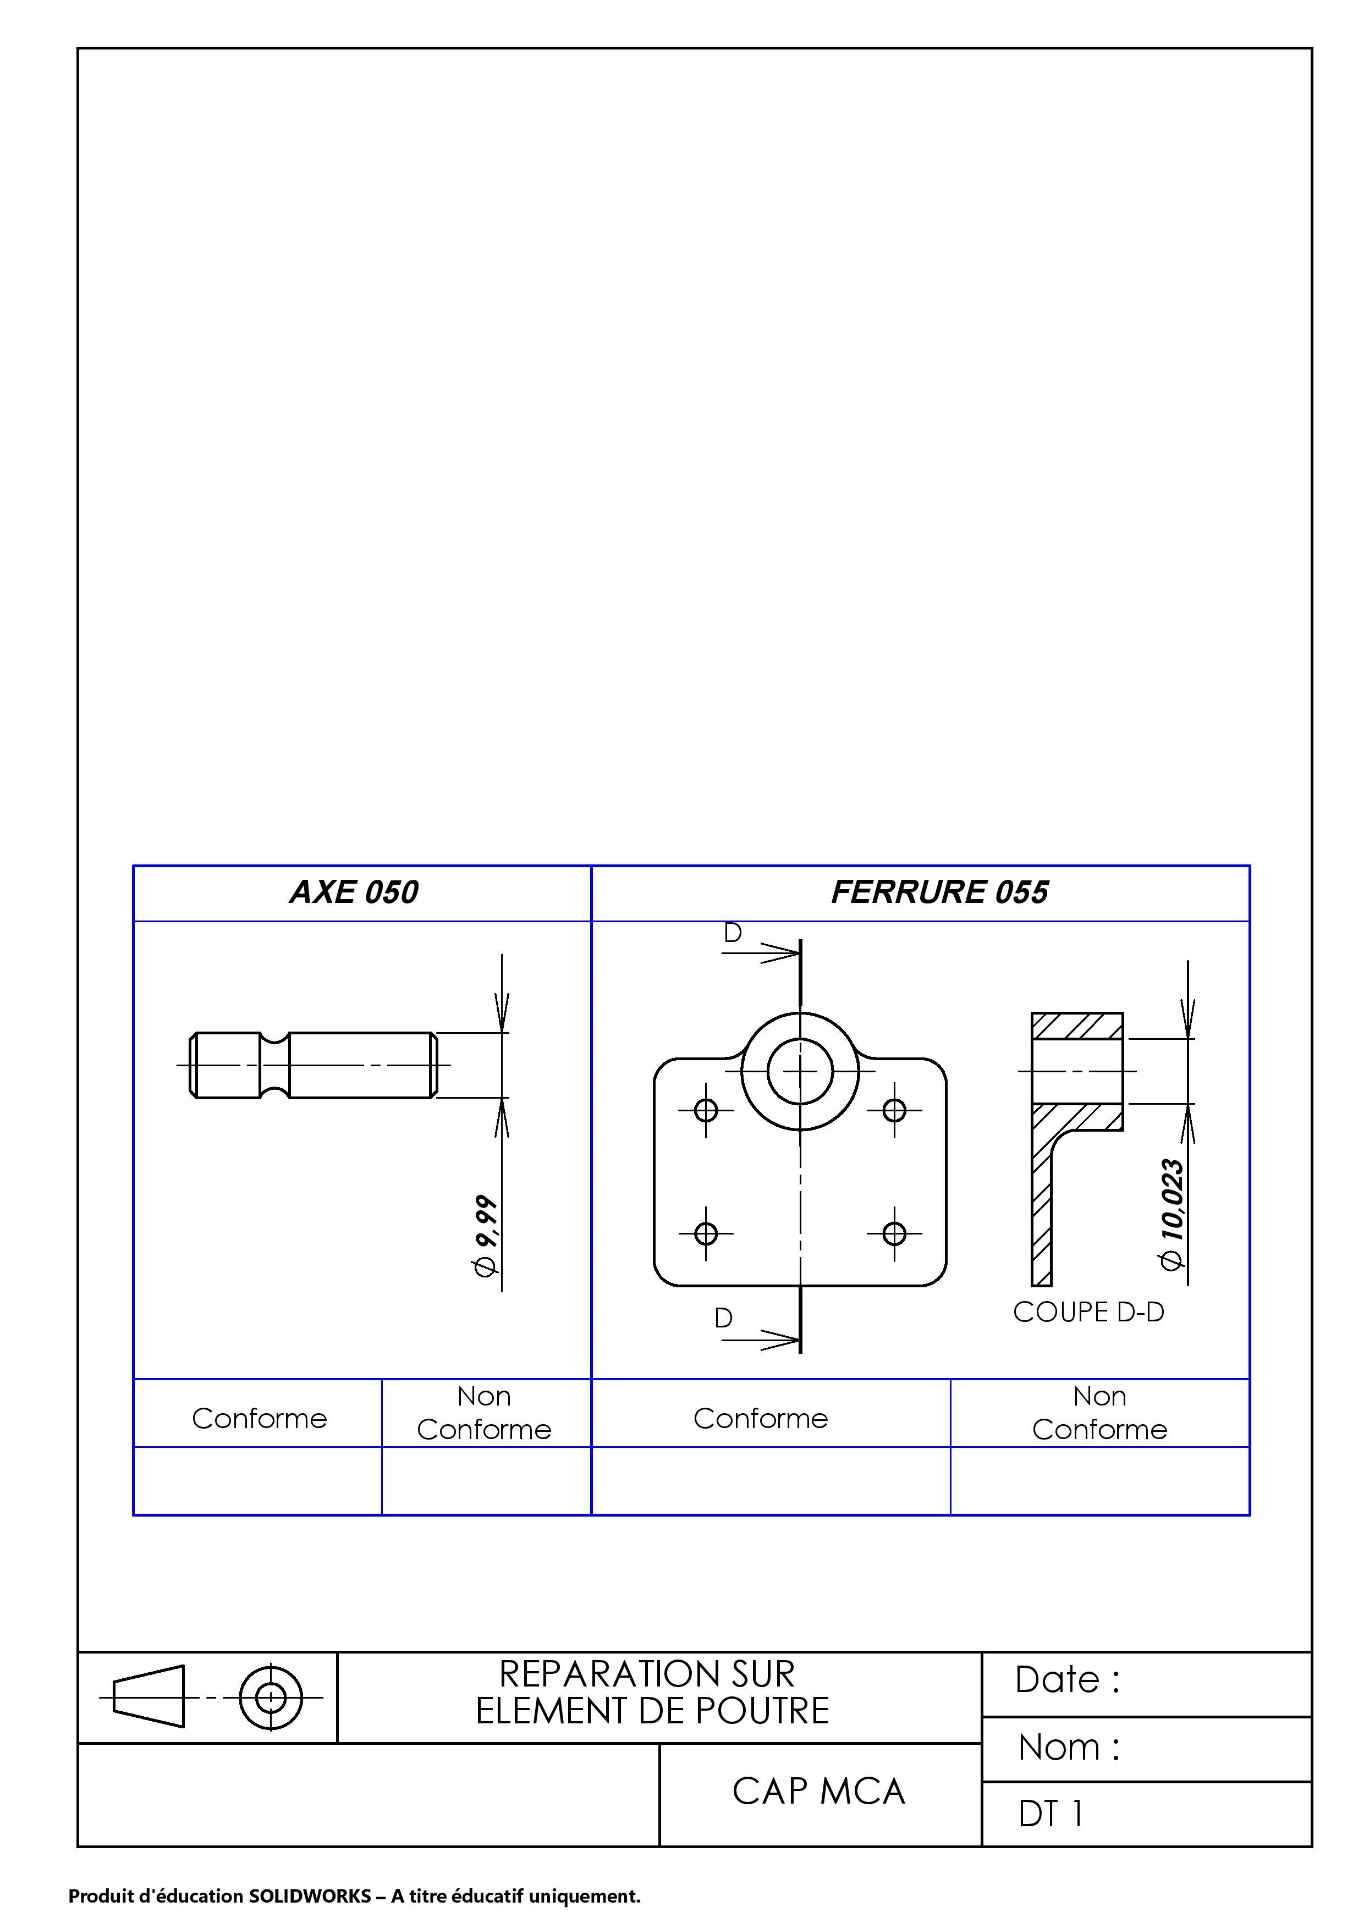 AXE 050
FERRURE 055
D
ϕ 9,99
ϕ 10,023
D
COUPE D-D
Conforme
Non
Conforme
Conforme
Non
Conforme
REPARATION SUR
ELEMENT DE POUTRE
Date :
Nom :
CAP MCA
DT 1
Produit d'éducation SOLIDWORKS – A titre éducatif uniquement.